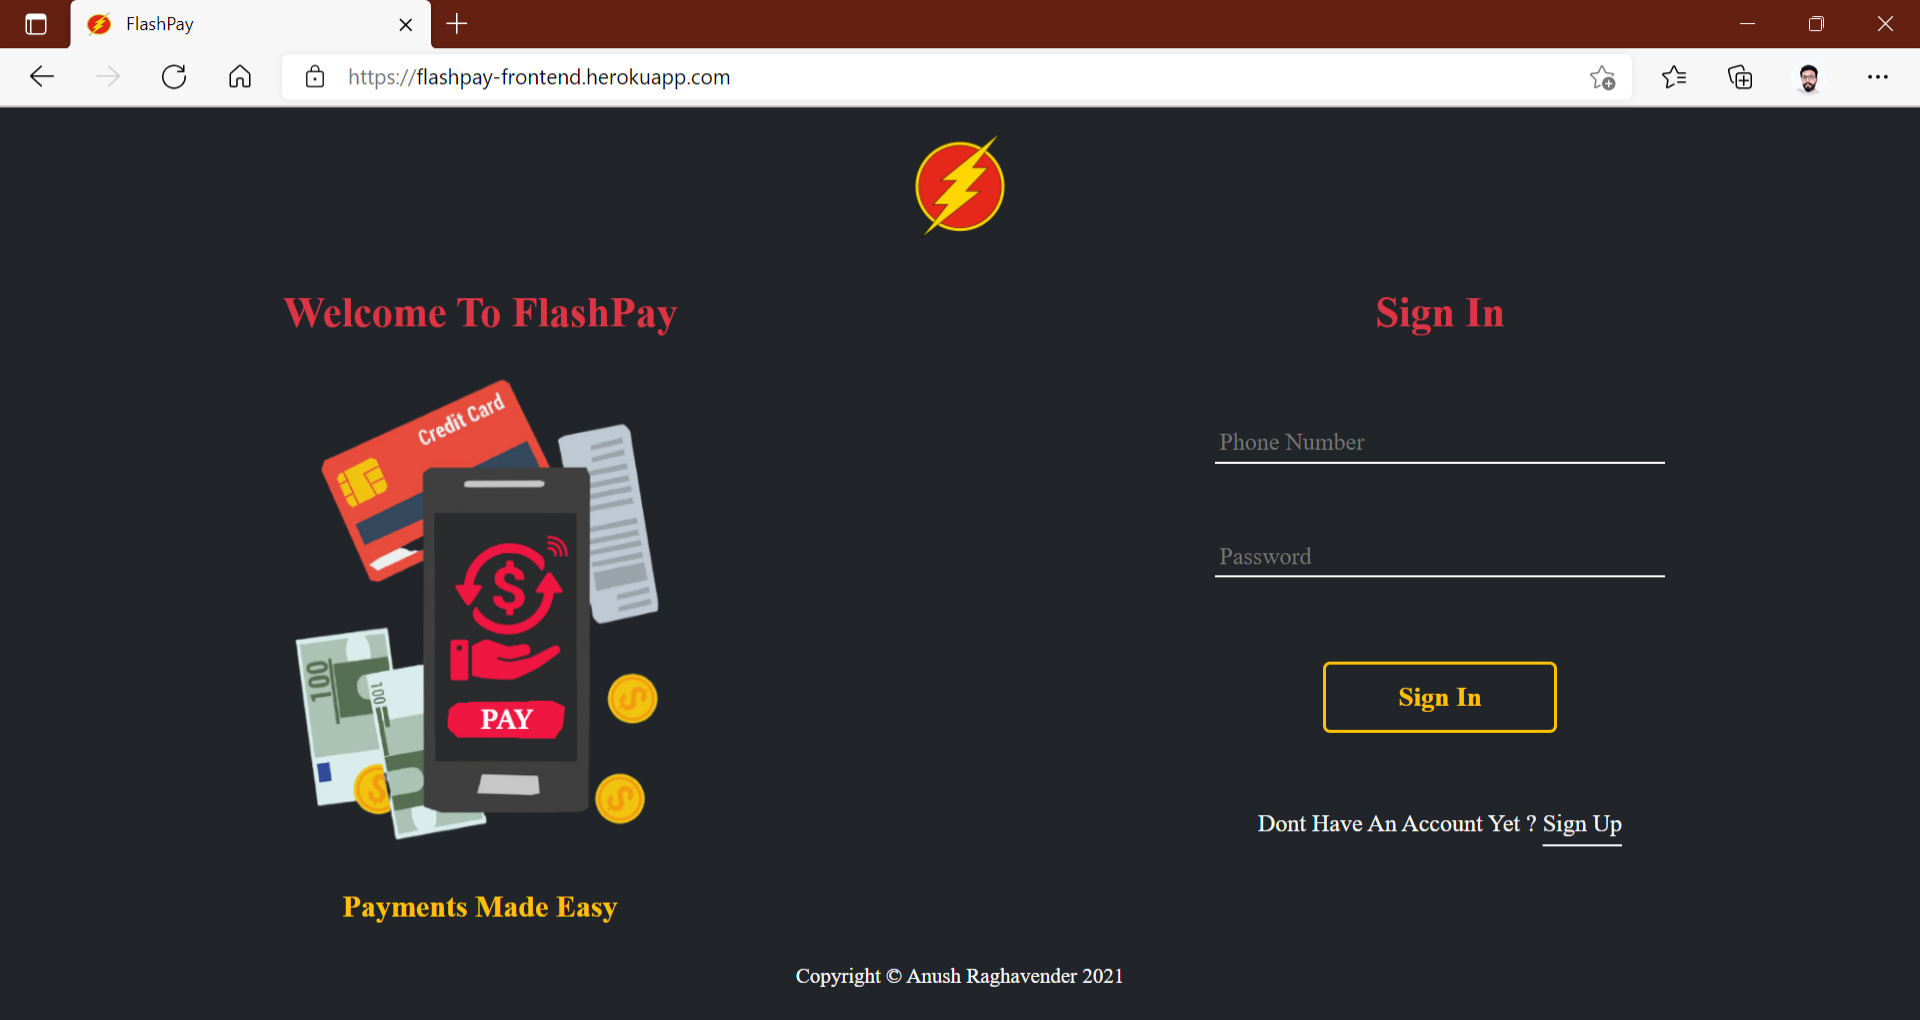 FlashPay
https://flashpay-frontend.herokuapp.com
Welcome To FlashPay
Credit Card
100
100
PAY
Payments Made Easy
Sign In
Phone Number
Password
Sign In
Dont Have An Account Yet ? Sign Up
Copyright © Anush Raghavender 2021